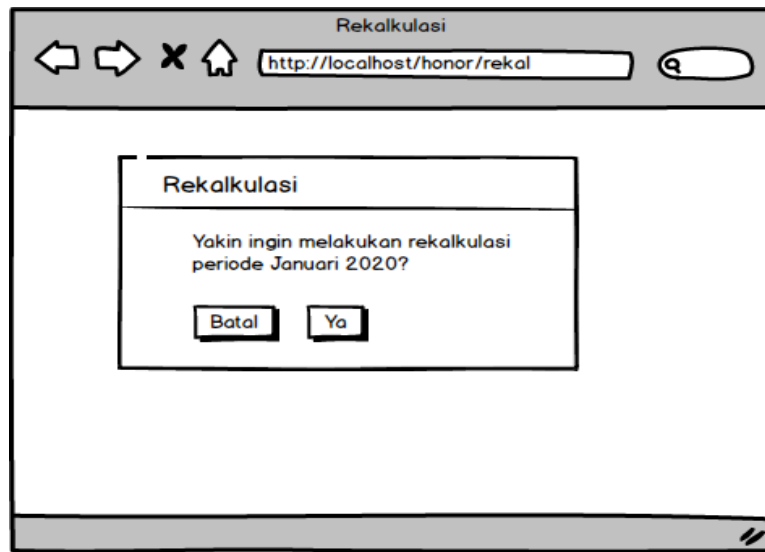 Rekalkulasi
http://localhost/honor/rekal
Rekalkulasi
Yakin ingin melakukan rekalkulasi
periode Januari 2020?
Batal Ya